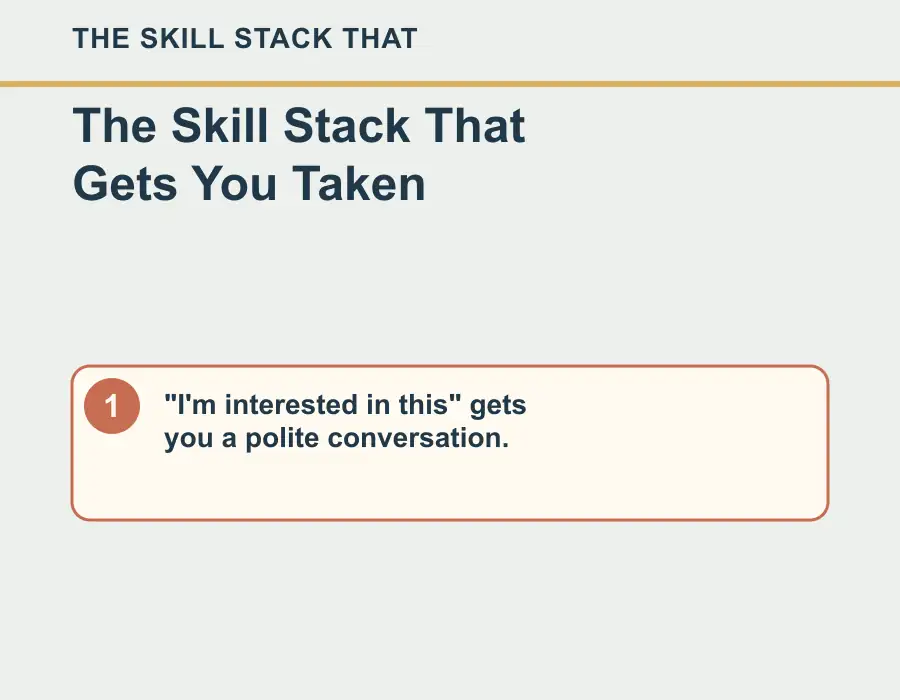 THE SKILL STACK THAT
The Skill Stack That
Gets You Taken
1
"I'm interested in this" gets
you a polite conversation.